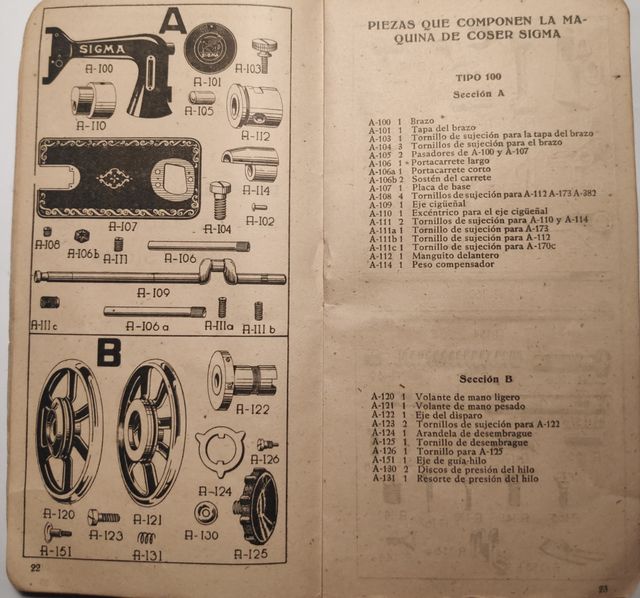 A
SIGMA
A-100
A-101
A-103
A-110
A-105
A-112
A-114
A-102
A-107
A-104
A-108
A-106b
A-111
A-106
A-109
A-111c
A-106a
A-111a
A-111b
B
A-122
A-126
A-124
A-120
A-123
A-121
A-130
A-151
A-131
A-125
22
PIEZAS QUE COMPONEN LA MA-
QUINA DE COSER SIGMA
TIPO 100
Sección A
A-100 1 Brazo
A-101 1 Tapa del brazo
A-103 1 Tornillo de sujeción para la tapa del brazo
A-104 3 Tornillos de sujeción para el brazo
A-105 2 Pasadores de A-100 y A-107
A-106 1 Portacarrete largo
A-106a 1 Portacarrete corto
A-106b 2 Sostén del carrete
A-107 1 Placa de base
A-108 4 Tornillos de sujeción para A-112 A-173 A-382
A-109 1 Eje cigüeñal
A-110 1 Excéntrico para el eje cigüeñal
A-111 2 Tornillos de sujeción para A-110 y A-114
A-111a 1 Tornillo de sujeción para A-173
A-111b 1 Tornillo de sujeción para A-112
A-111c 1 Tornillo de sujeción para A-170c
A-112 1 Manguito delantero
A-114 1 Peso compensador
Sección B
A-120 1 Volante de mano ligero
A-121 1 Volante de mano pesado
A-122 1 Eje del disparo
A-123 2 Tornillos de sujeción para A-122
A-124 1 Arandela de desembrague
A-125 1 Tornillo de desembrague
A-126 1 Tornillo para A-125
A-151 1 Eje de guía-hilo
A-130 2 Discos de presión del hilo
A-131 1 Resorte de presión del hilo
23